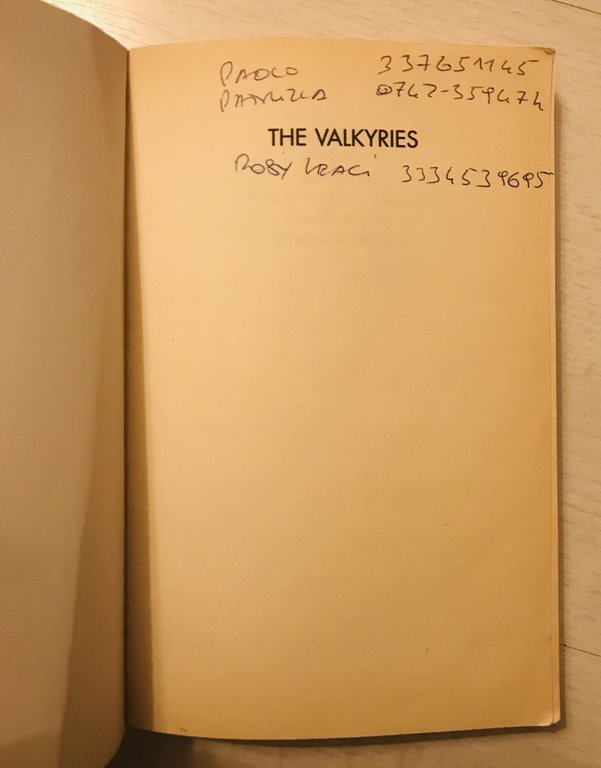 PAOLO 337651145
PATRIZIA 0742-359474
THE VALKYRIES
ROBY 3334539695